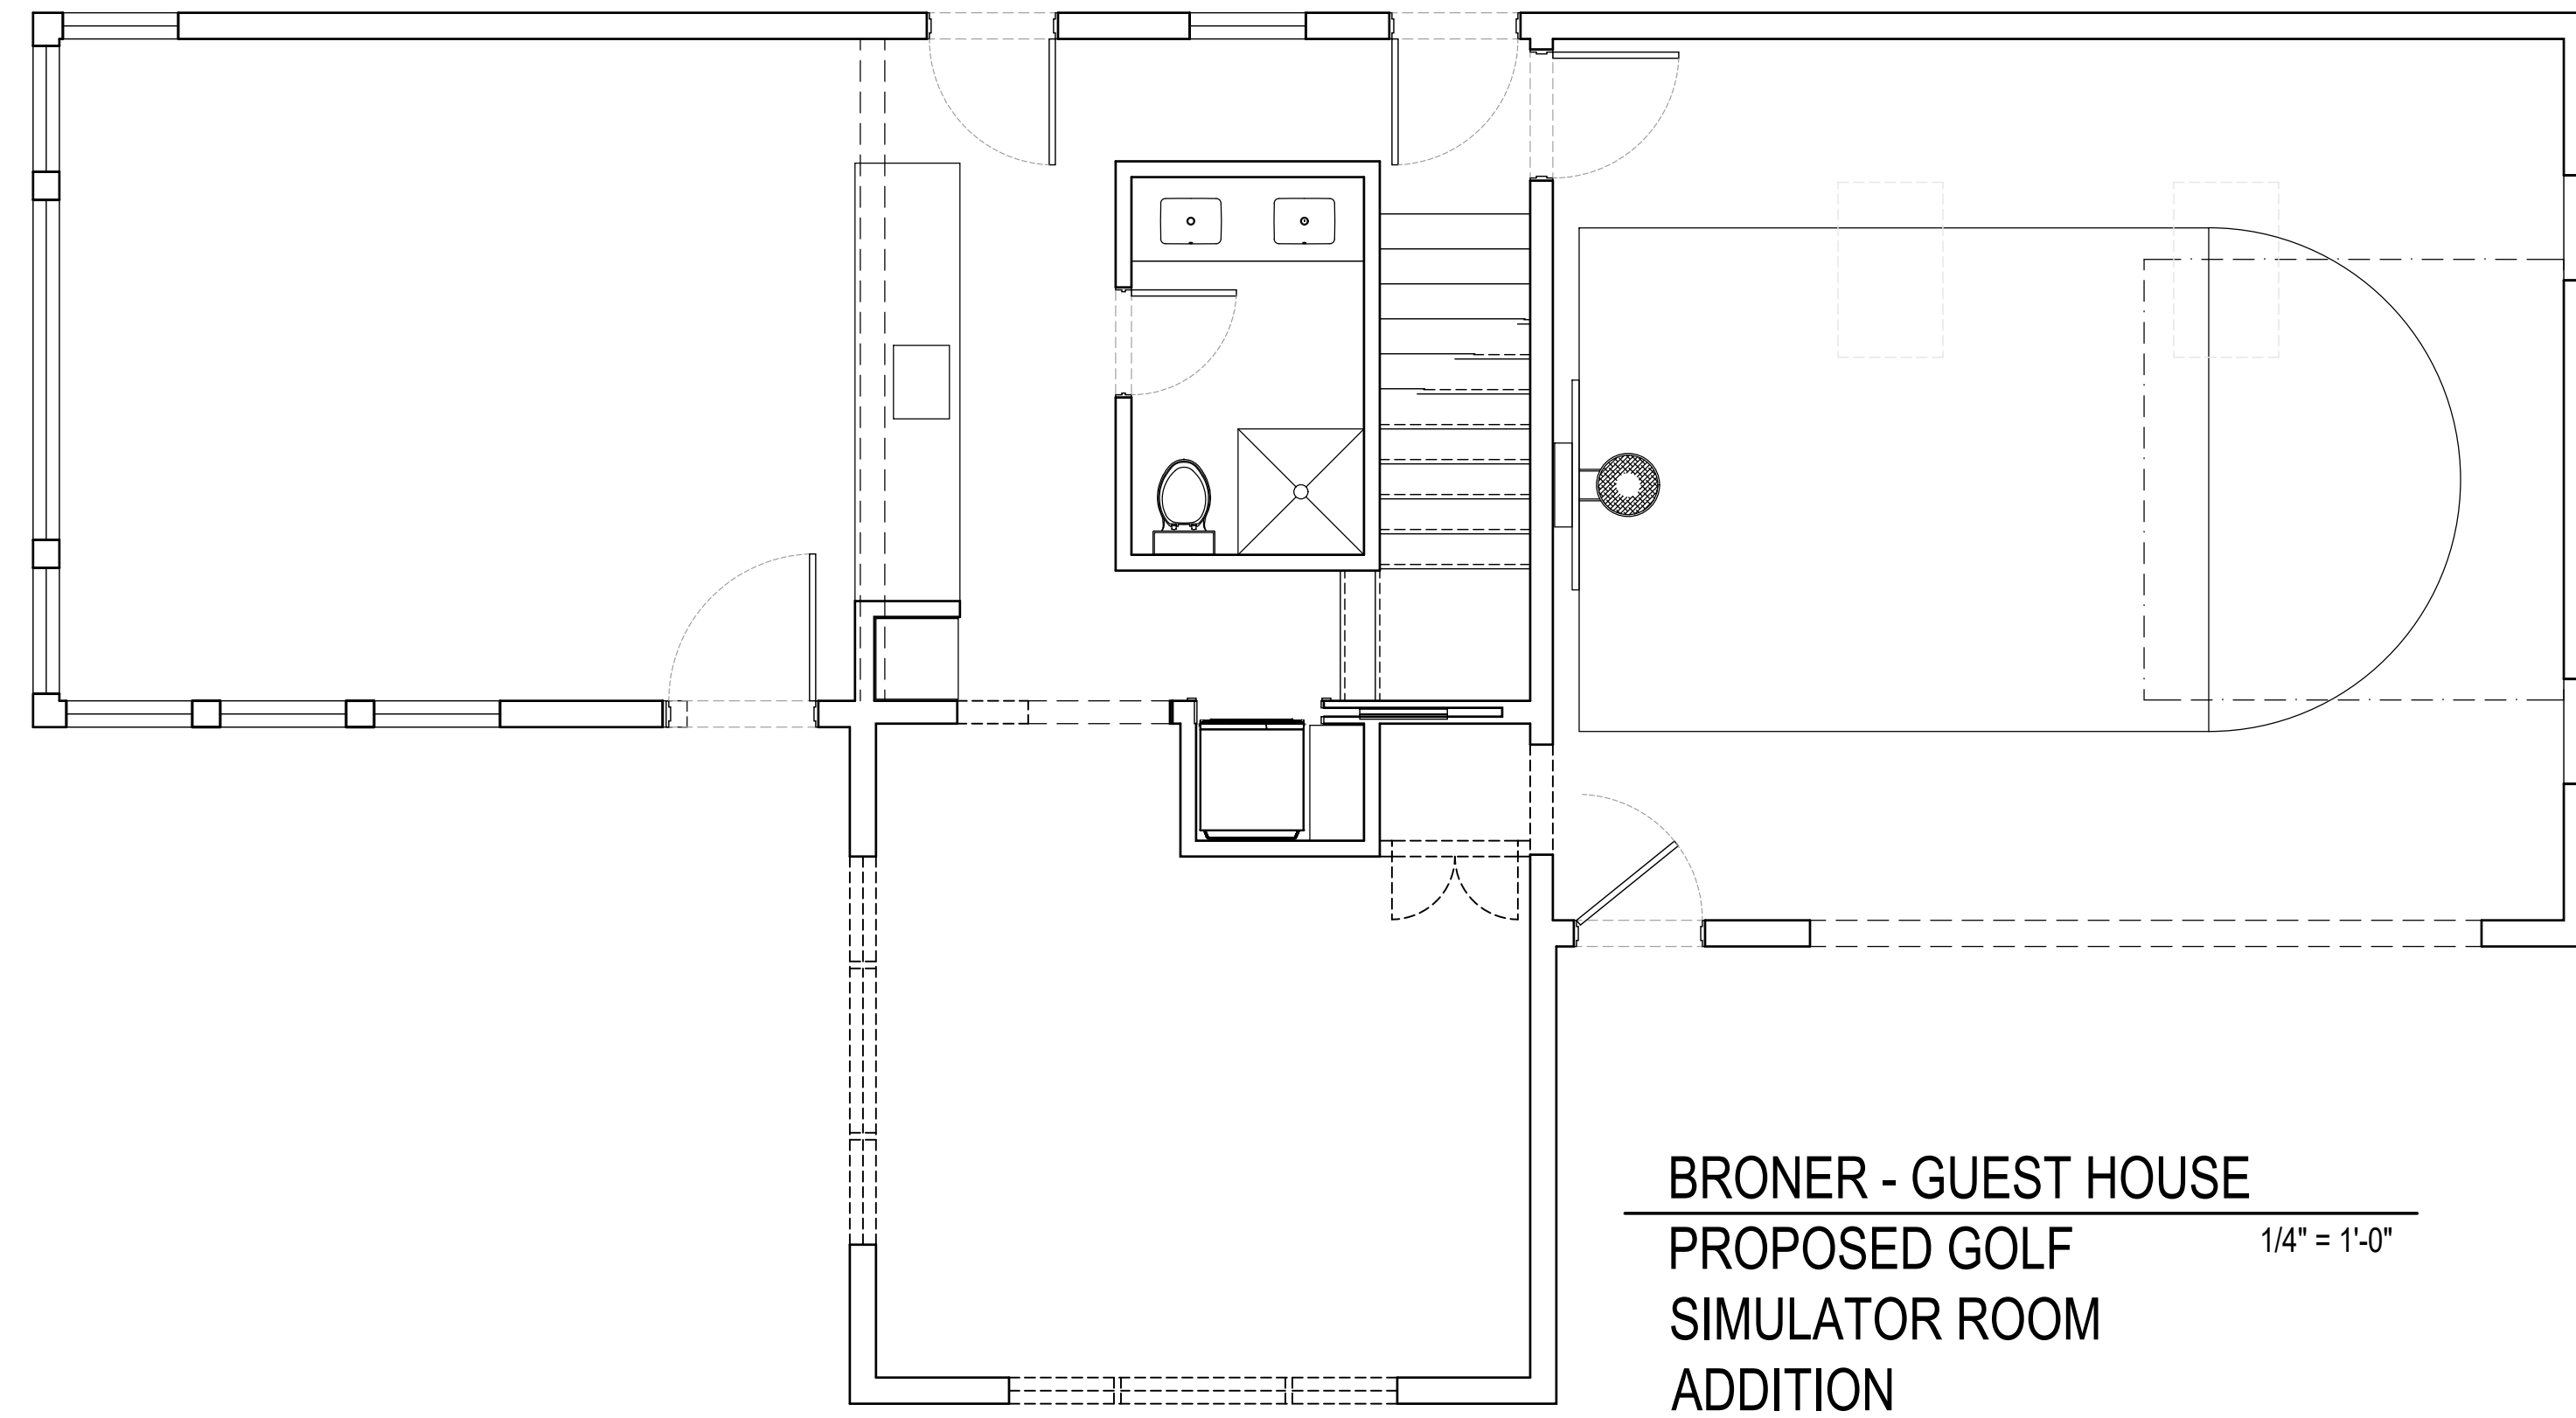 BRONER - GUEST HOUSE
PROPOSED GOLF
1/4" = 1'-0"
SIMULATOR ROOM
ADDITION